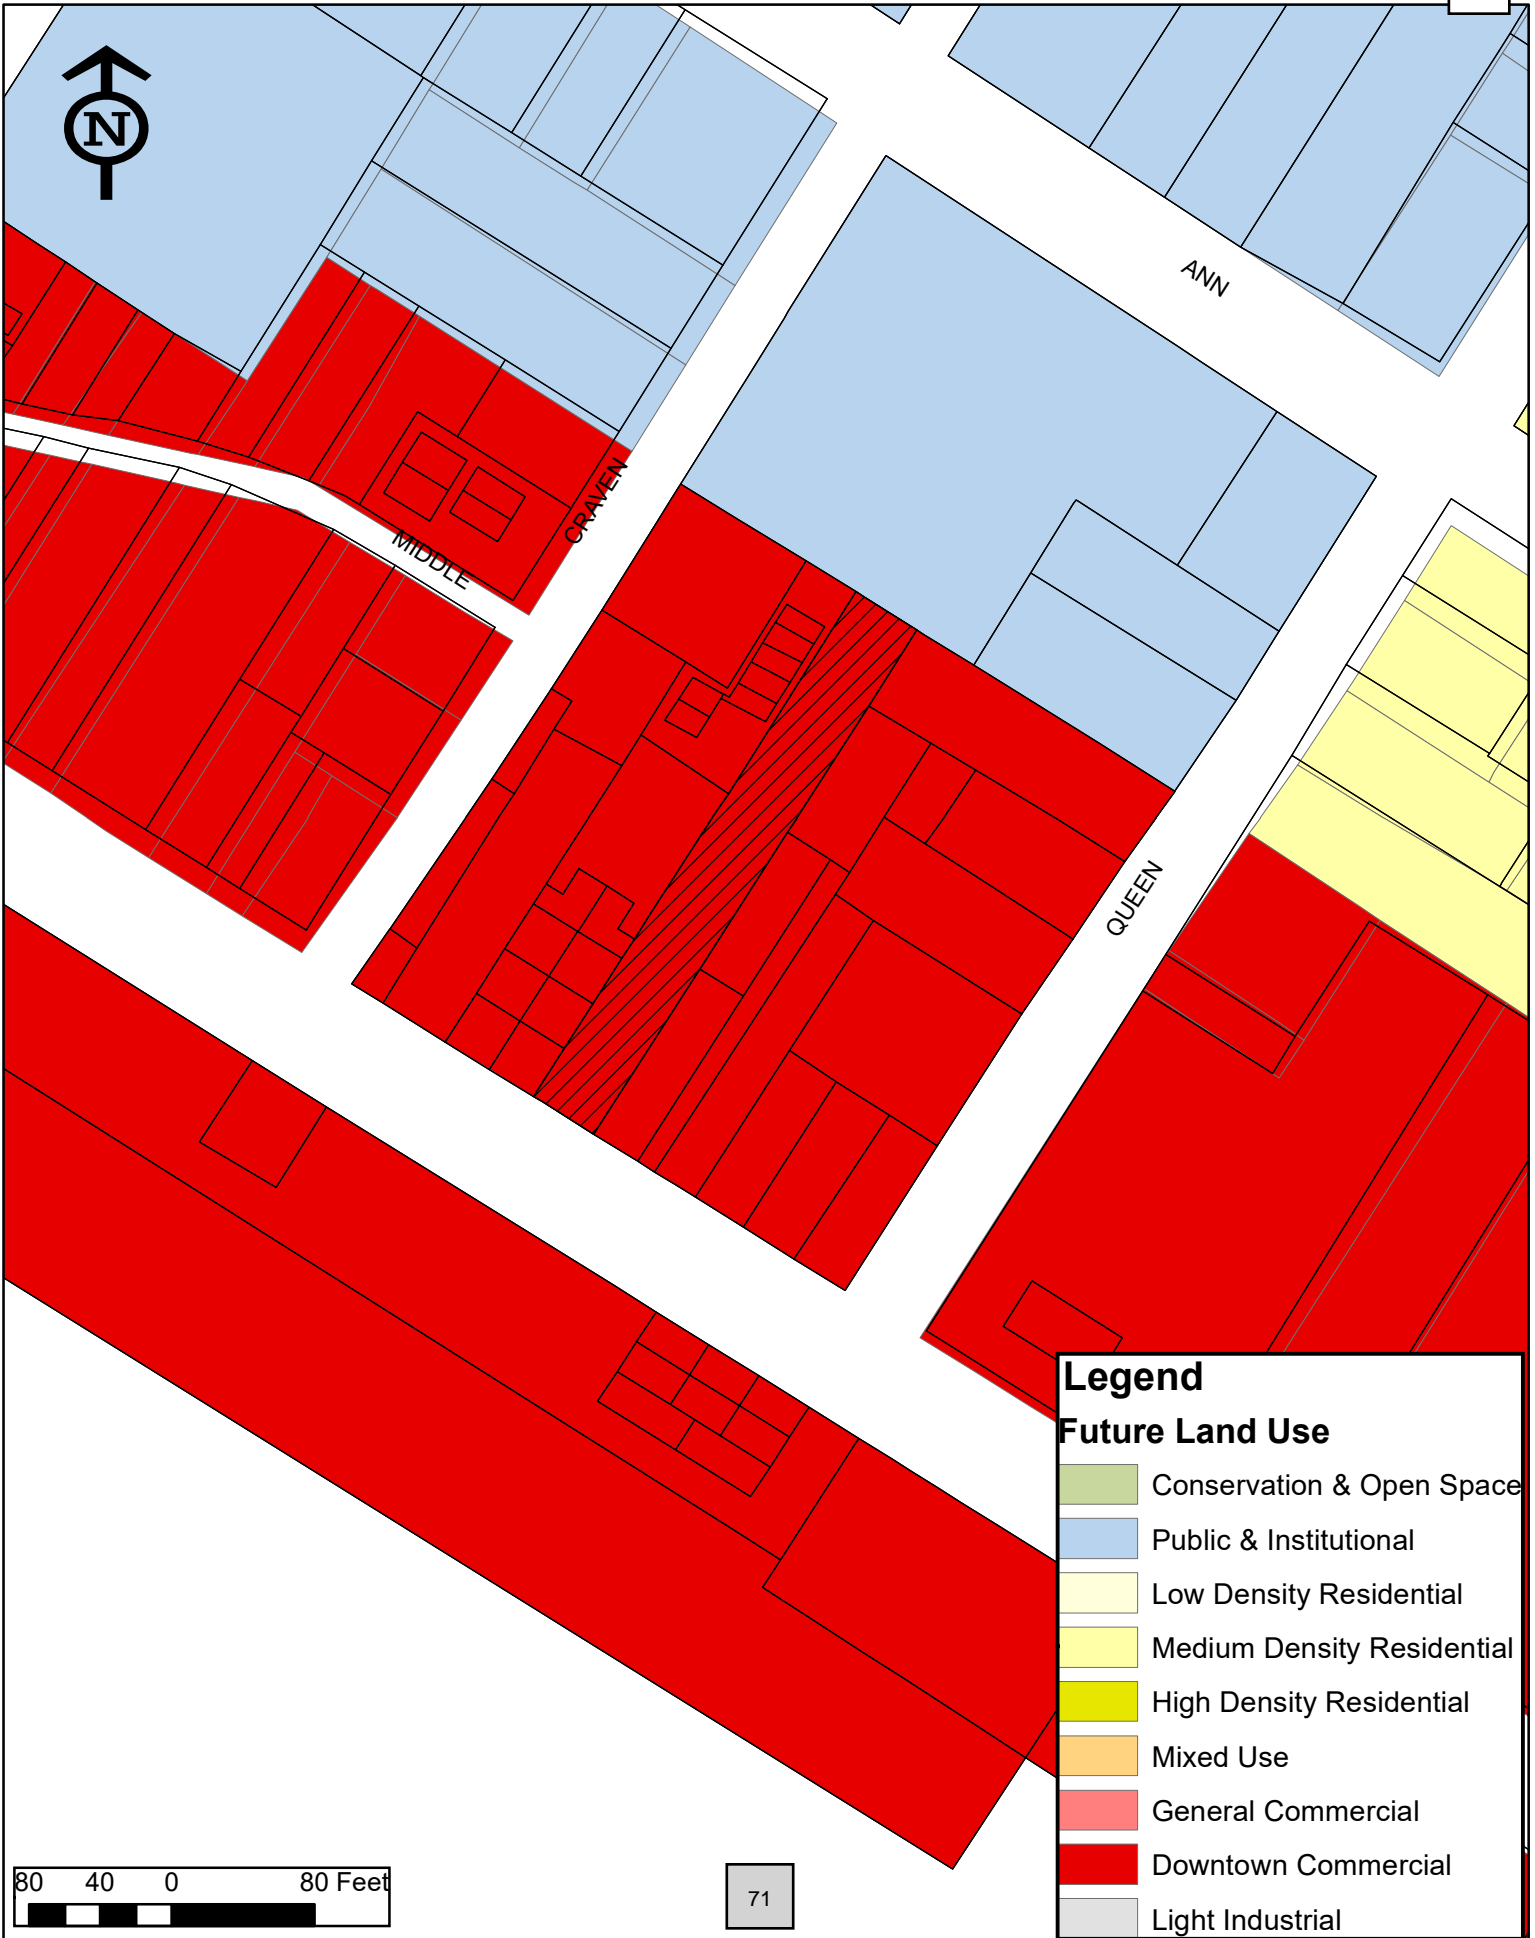 N
ANN
CRAVEN
MIDDLE
QUEEN
Legend
Future Land Use
Conservation & Open Space
Public & Institutional
Low Density Residential
Medium Density Residential
High Density Residential
Mixed Use
General Commercial
Downtown Commercial
Light Industrial
80 40 0 80 Feet
71